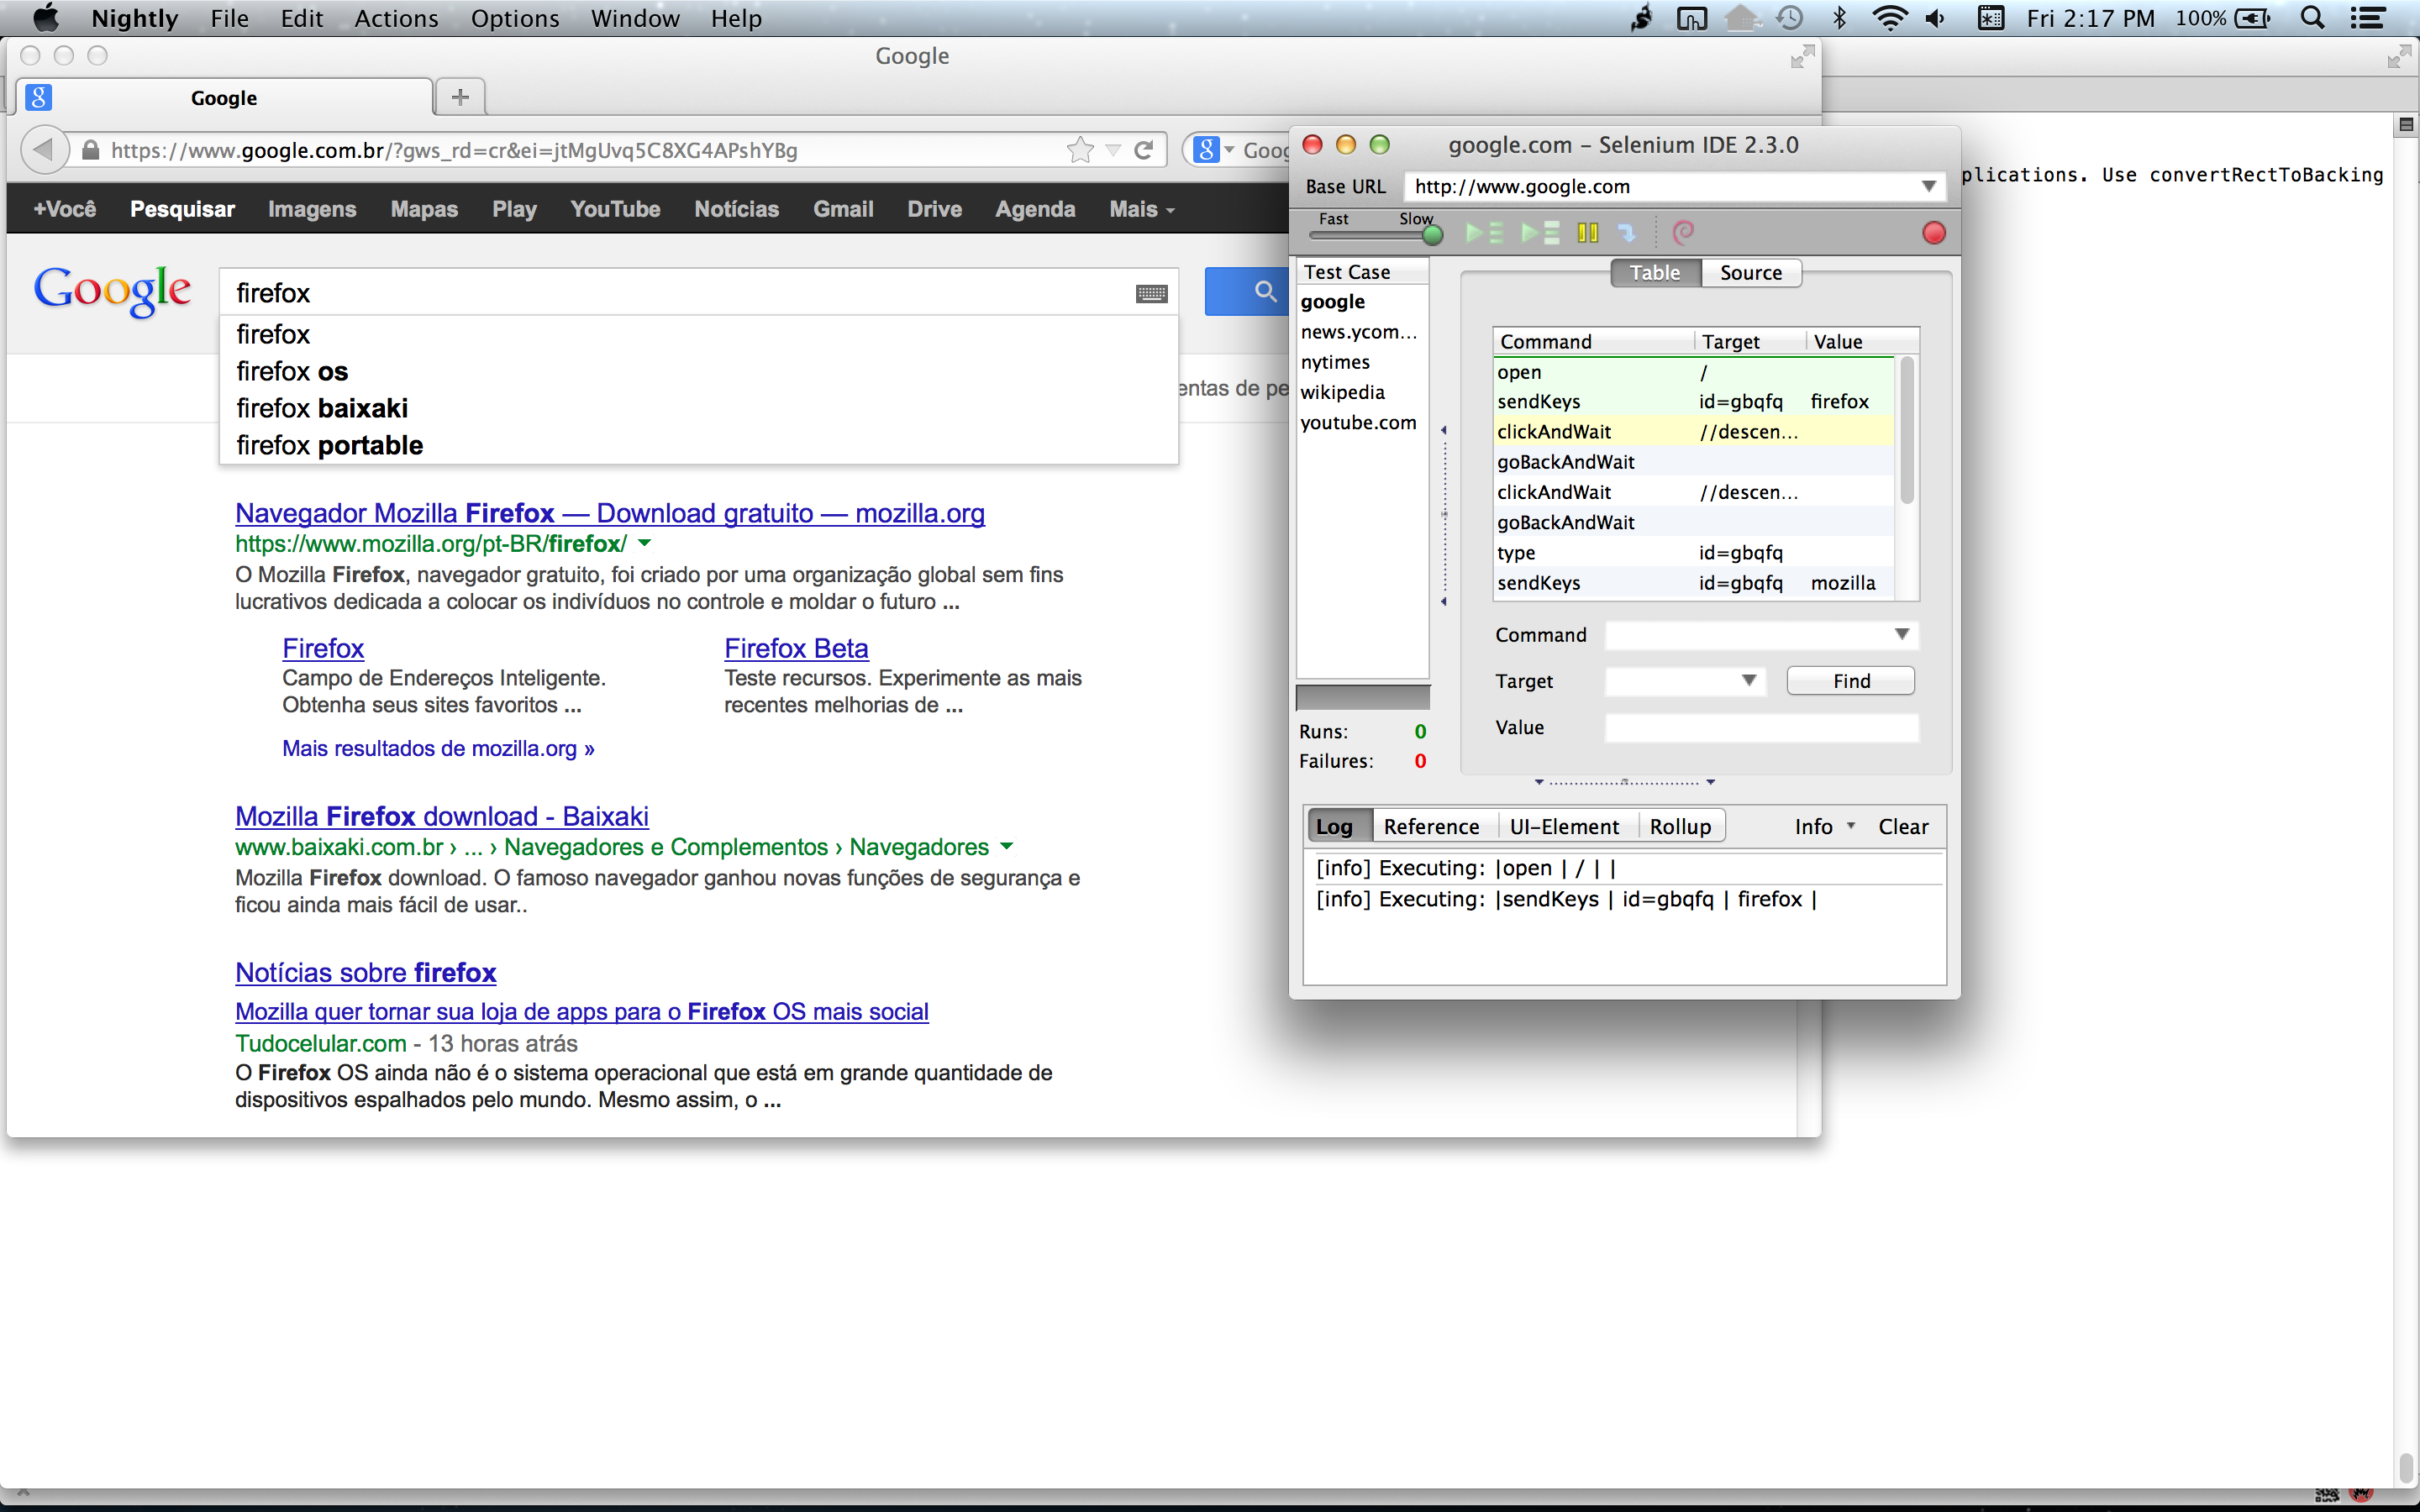 Nightly File Edit Actions Options Window Help Fri 2:17 PM 100%
Google
Google
https://www.google.com.br/?gws_rd=cr&ei=jtMgUvq5C8XG4APshYBg
+Você Pesquisar Imagens Mapas Play YouTube Notícias Gmail Drive Agenda Mais
Google firefox
firefox
firefox os
firefox baixaki
firefox portable
Navegador Mozilla Firefox — Download gratuito — mozilla.org
https://www.mozilla.org/pt-BR/firefox/
O Mozilla Firefox, navegador gratuito, foi criado por uma organização global sem fins
lucrativos dedicada a colocar os indivíduos no controle e moldar o futuro ...
Firefox
Campo de Endereços Inteligente.
Obtenha seus sites favoritos ...
Firefox Beta
Teste recursos. Experimente as mais
recentes melhorias de ...
Mais resultados de mozilla.org »
Mozilla Firefox download - Baixaki
www.baixaki.com.br › ... › Navegadores e Complementos › Navegadores
Mozilla Firefox download. O famoso navegador ganhou novas funções de segurança e
ficou ainda mais fácil de usar..
Notícias sobre firefox
Mozilla quer tornar sua loja de apps para o Firefox OS mais social
Tudocelular.com - 13 horas atrás
O Firefox OS ainda não é o sistema operacional que está em grande quantidade de
dispositivos espalhados pelo mundo. Mesmo assim, o ...
google.com – Selenium IDE 2.3.0
Base URL http://www.google.com
Fast Slow
Test Case
google
news.ycom...
nytimes
wikipedia
youtube.com
Runs: 0
Failures: 0
Table Source
Command Target Value
open /
sendKeys id=gbqfq firefox
clickAndWait //descen...
goBackAndWait
clickAndWait //descen...
goBackAndWait
type id=gbqfq
sendKeys id=gbqfq mozilla
Command
Target Find
Value
Log Reference UI-Element Rollup Info Clear
[info] Executing: |open | / | |
[info] Executing: |sendKeys | id=gbqfq | firefox |
plications. Use convertRectToBacking